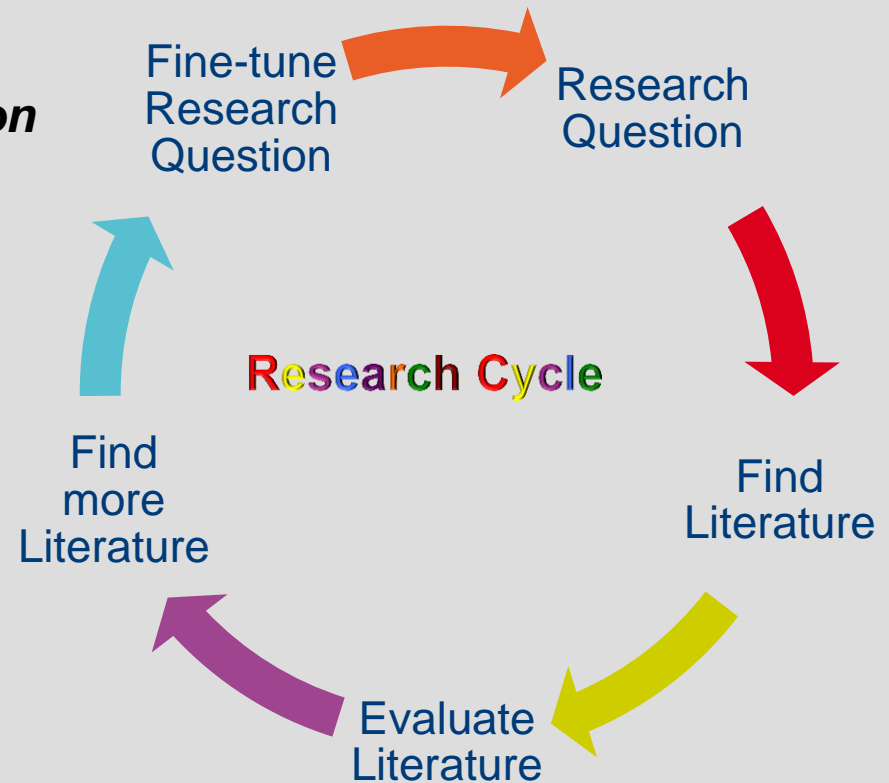 Fine-tune
Research
Question
Research
Question
Find
Literature
Evaluate
Literature
Find
more
Literature
Research Cycle